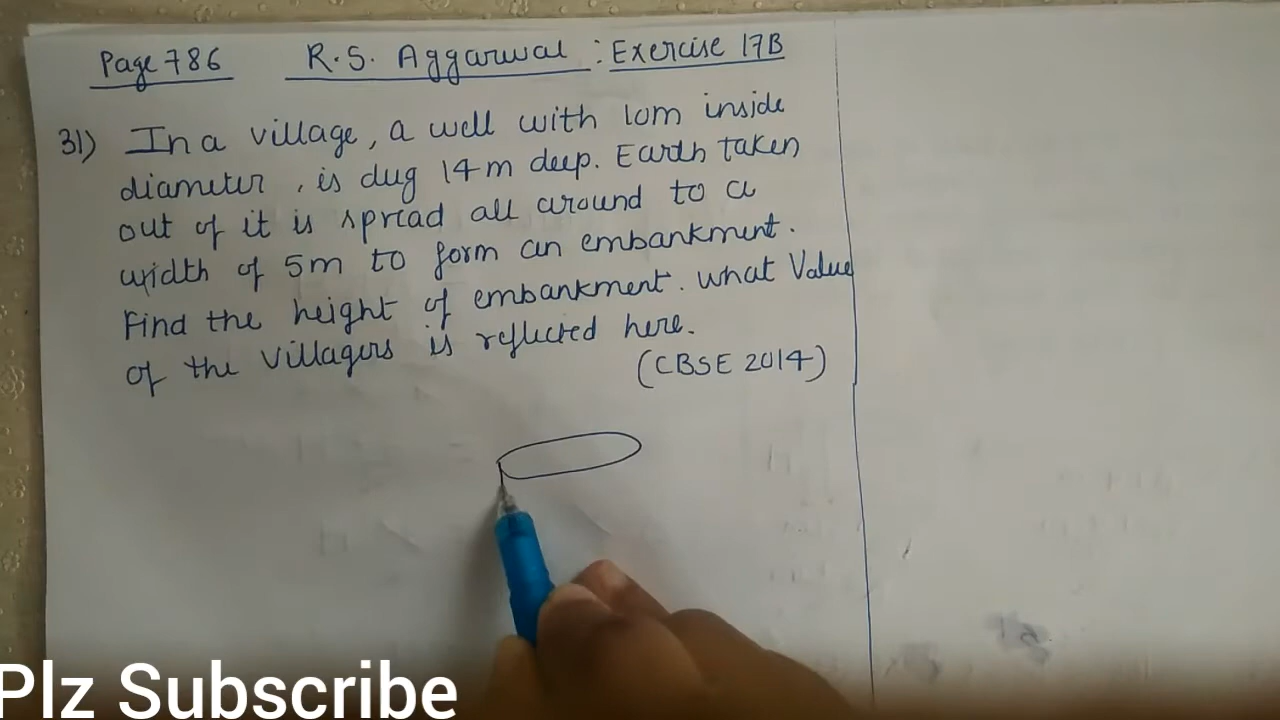 Page 786 R.S. Aggarwal : Exercise 17B
31) In a village, a well with 10m inside
diameter, is dug 14m deep. Earth taken
out of it is spread all around to a
width of 5m to form an embankment.
Find the height of embankment. What Value
of the villagers is reflected here.
(CBSE 2014)
Plz Subscribe